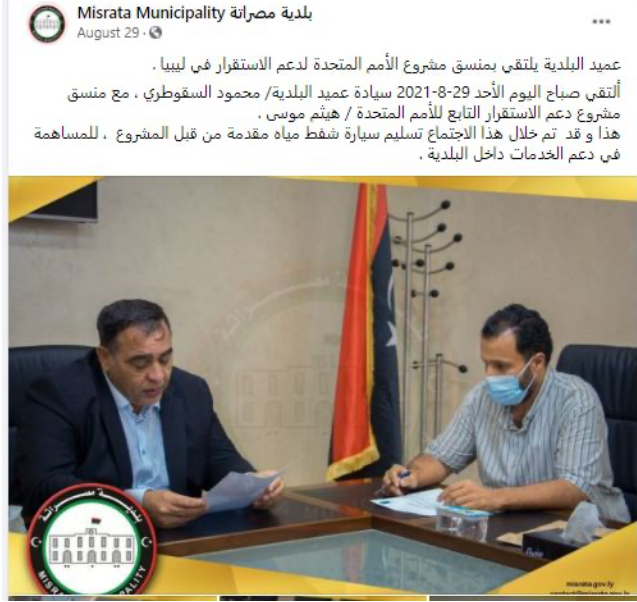 Misrata Municipality بلدية مصراتة
August 29 ·
عميد البلدية يلتقي بمنسق مشروع الأمم المتحدة لدعم الاستقرار في ليبيا .
ألتقي صباح اليوم الأحد 29-8-2021 سيادة عميد البلدية/ محمود السقوطري ، مع منسق
مشروع دعم الاستقرار التابع للأمم المتحدة / هيثم موسى .
هذا و قد تم خلال هذا الاجتماع تسليم سيارة شفط مياه مقدمة من قبل المشروع ، للمساهمة
في دعم الخدمات داخل البلدية .
بلدية مصراتة
بلدية مصراتة
MISRATA MUNICIPALITY
misrata.gov.ly